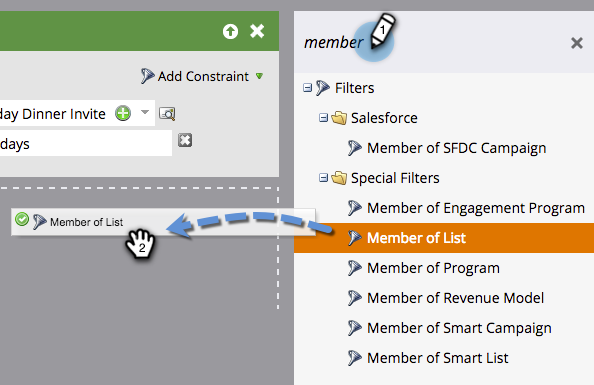 member
1
Filters
Salesforce
Member of SFDC Campaign
Special Filters
Member of Engagement Program
Member of List
Member of Program
Member of Revenue Model
Member of Smart Campaign
Member of Smart List
Add Constraint
day Dinner Invite
days
Member of List
2